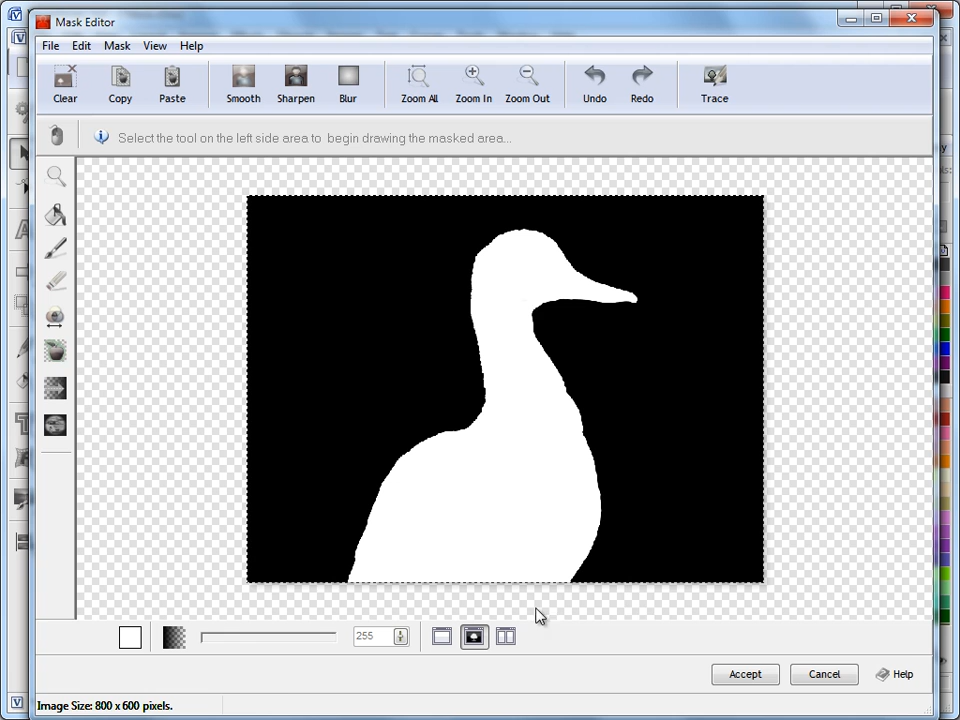 Mask Editor
File Edit Mask View Help
Clear Copy Paste Smooth Sharpen Blur Zoom All Zoom In Zoom Out Undo Redo Trace
Select the tool on the left side area to begin drawing the masked area...
255
Accept Cancel Help
Image Size: 800 x 600 pixels.